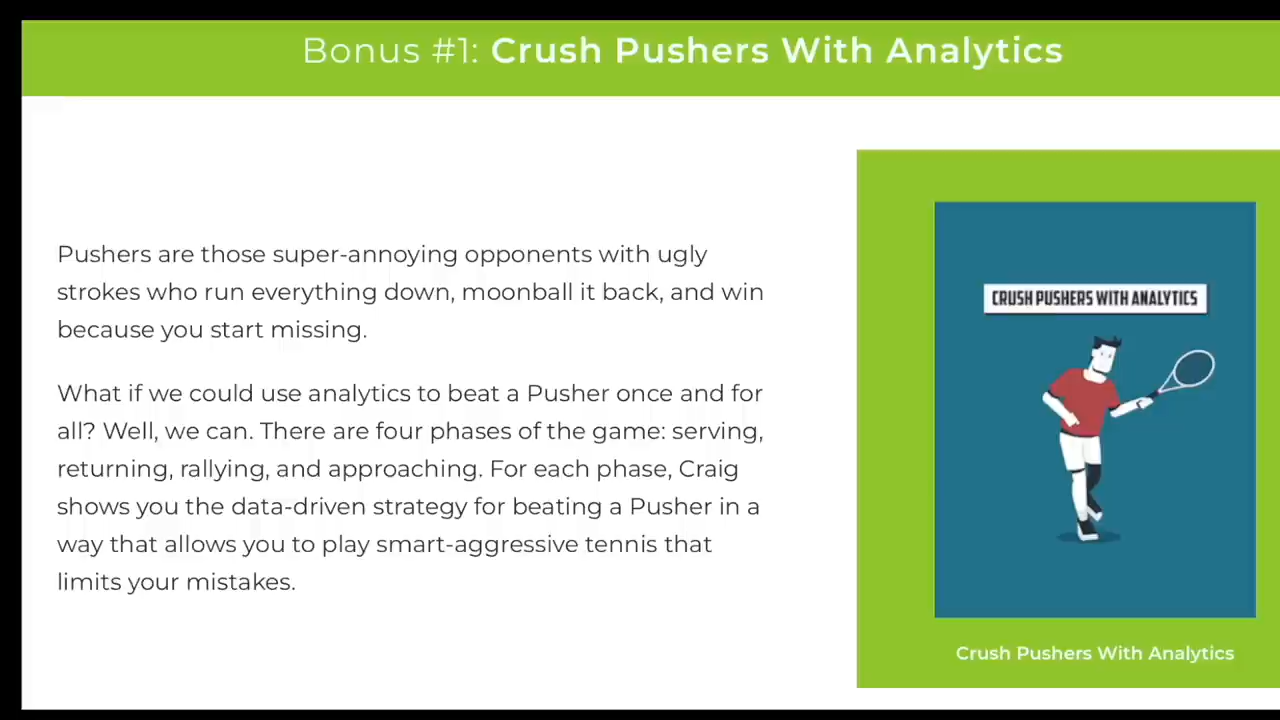 Bonus #1: Crush Pushers With Analytics
Pushers are those super-annoying opponents with ugly
strokes who run everything down, moonball it back, and win
because you start missing.
What if we could use analytics to beat a Pusher once and for
all? Well, we can. There are four phases of the game: serving,
returning, rallying, and approaching. For each phase, Craig
shows you the data-driven strategy for beating a Pusher in a
way that allows you to play smart-aggressive tennis that
limits your mistakes.
CRUSH PUSHERS WITH ANALYTICS
Crush Pushers With Analytics